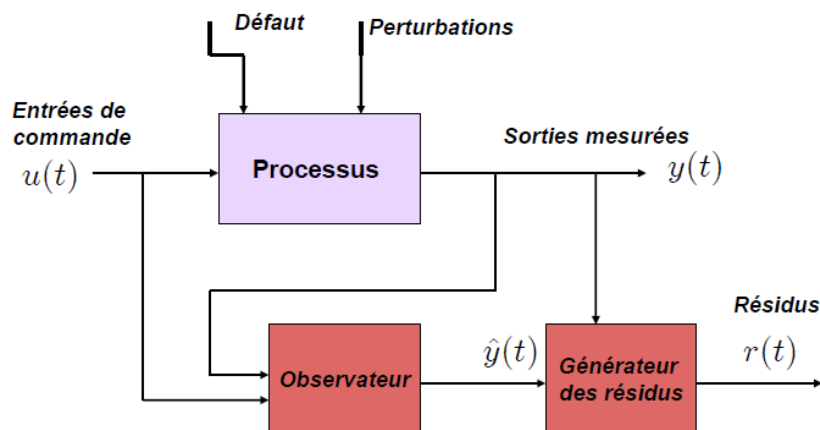 Défaut
Perturbations
Entrées de
commande
u(t)
Processus
Sorties mesurées
y(t)
Observateur
ŷ(t)
Générateur
des résidus
Résidus
r(t)